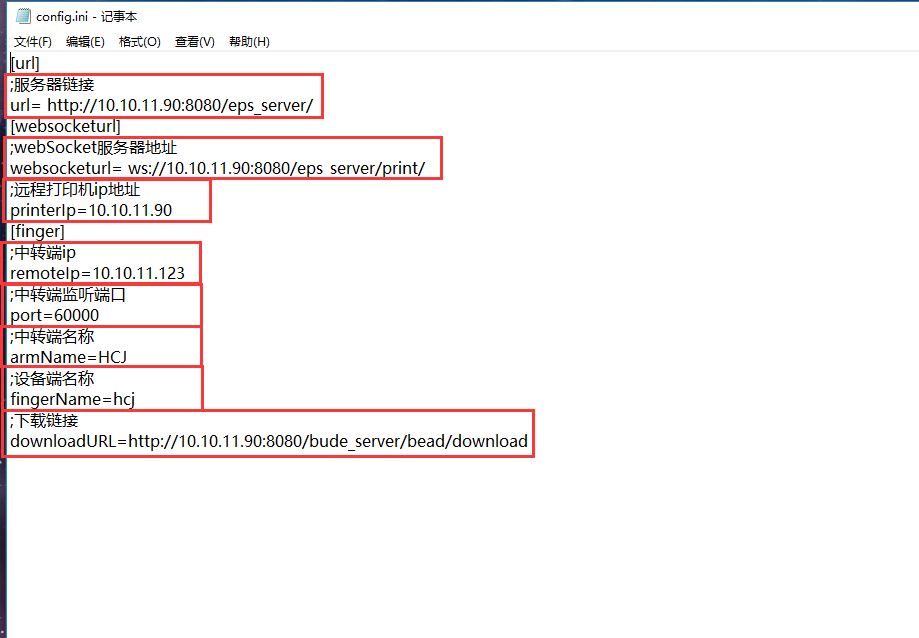 config.ini - 记事本
文件(F) 编辑(E) 格式(O) 查看(V) 帮助(H)
[url]
;服务器链接
url= http://10.10.11.90:8080/eps_server/
[websocketurl]
;webSocket服务器地址
websocketurl= ws://10.10.11.90:8080/eps_server/print/
;远程打印机ip地址
printerIp=10.10.11.90
[finger]
;中转端ip
remoteIp=10.10.11.123
;中转端监听端口
port=60000
;中转端名称
armName=HCJ
;设备端名称
fingerName=hcj
;下载链接
downloadURL=http://10.10.11.90:8080/bude_server/bead/download